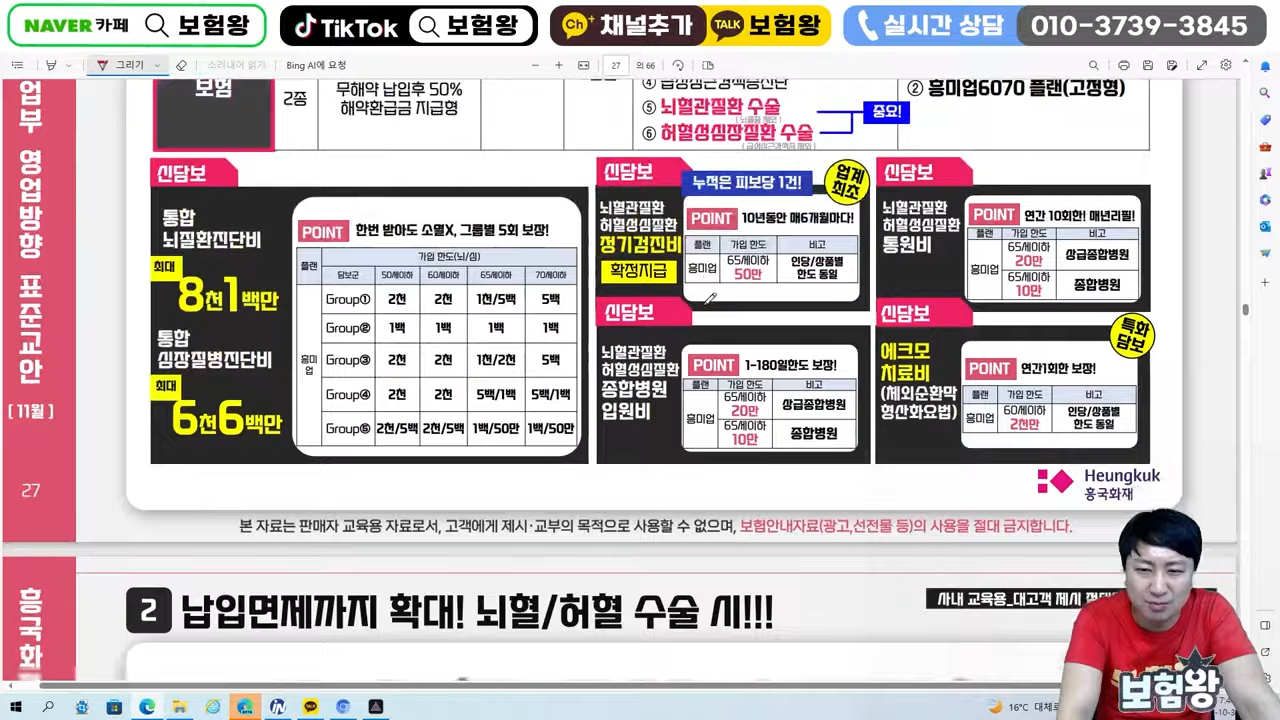 NAVER 카페 보험왕
TikTok 보험왕
Ch+ 채널추가 TALK 보험왕
실시간 상담 010-3739-3845
그리기
소리내어 읽기
Bing AI에 요청
27 의 66
업부 영업방향 표준교안
[ 11월 ]
27
보험
2종
무해약 납입후 50%
해약환급금 지급형
④ 급성심근경색증진단
⑤ 뇌혈관질환 수술
⑥ 허혈성심장질환 수술
중요!
② 흥미업6070 플랜(고정형)
신담보
통합
뇌질환진단비
최대
8천1백만
통합
심장질병진단비
최대
6천6백만
POINT 한번 받아도 소멸X, 그룹별 5회 보장!
플랜 가입 한도(뇌/심)
담보군 50세이하 60세이하 65세이하 70세이하
흥미업
Group① 2천 2천 1천/5백 5백
Group② 1백 1백 1백 1백
Group③ 2천 2천 1천/2천 5백
Group④ 2천 2천 5백/1백 5백/1백
Group⑤ 2천/5백 2천/5백 1백/50만 1백/50만
신담보
누적은 피보당 1건!
업계
최초
뇌혈관질환
허혈성심질환
정기검진비
확정지급
POINT 10년동안 매6개월마다!
플랜 가입 한도 비고
흥미업 65세이하 50만 인당/상품별 한도 동일
신담보
뇌혈관질환
허혈성심질환
통원비
POINT 연간 10회한! 매년리필!
플랜 가입 한도 비고
흥미업 65세이하 20만 상급종합병원
65세이하 10만 종합병원
신담보
뇌혈관질환
허혈성심질환
종합병원
입원비
POINT 1-180일한도 보장!
플랜 가입 한도 비고
흥미업 65세이하 20만 상급종합병원
65세이하 10만 종합병원
신담보
특화
담보
에크모
치료비
(체외순환막
형산화요법)
POINT 연간1회한 보장!
플랜 가입 한도 비고
흥미업 60세이하 2천만 인당/상품별 한도 동일
Heungkuk
흥국화재
본 자료는 판매자 교육용 자료로서, 고객에게 제시·교부의 목적으로 사용할 수 없으며, 보험안내자료(광고,선전물 등)의 사용을 절대 금지합니다.
흥국화
2 납입면제까지 확대! 뇌혈/허혈 수술 시!!!
사내 교육용_대고객 제시
보험왕
16°C